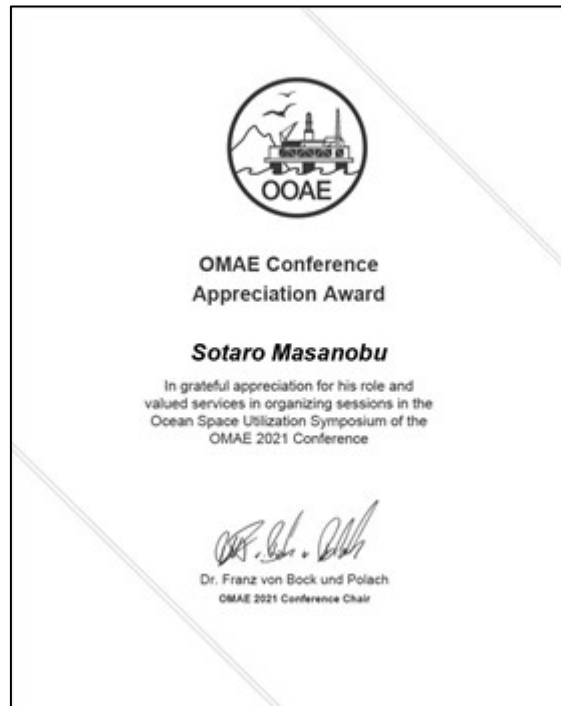 OOAE
OMAE Conference
Appreciation Award
Sotaro Masanobu
In grateful appreciation for his role and
valued services in organizing sessions in the
Ocean Space Utilization Symposium of the
OMAE 2021 Conference
Dr. Franz von Bock und Polach
OMAE 2021 Conference Chair